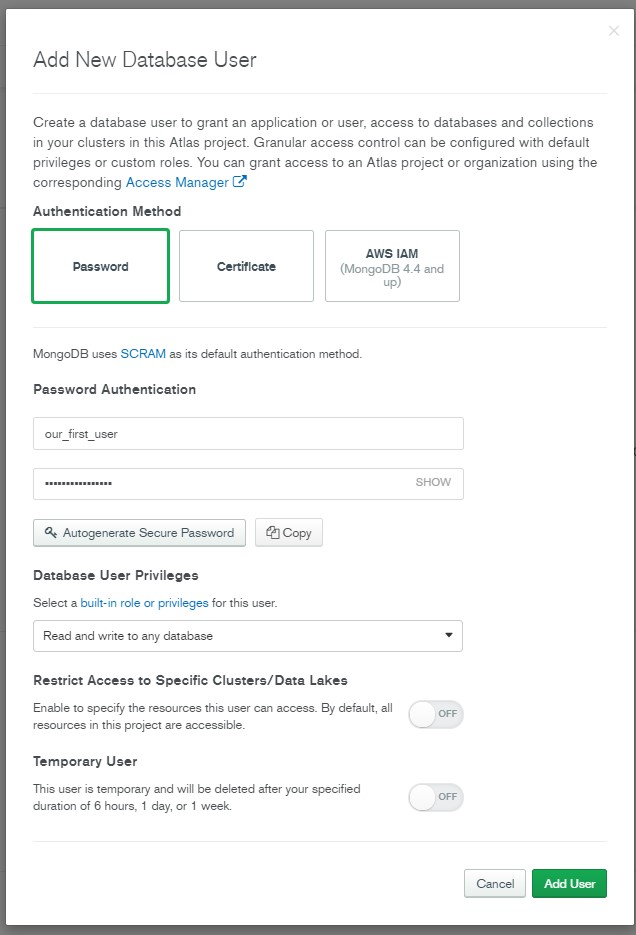 ×
Add New Database User
Create a database user to grant an application or user, access to databases and collections
in your clusters in this Atlas project. Granular access control can be configured with default
privileges or custom roles. You can grant access to an Atlas project or organization using the
corresponding Access Manager
Authentication Method
Password
Certificate
AWS IAM
(MongoDB 4.4 and
up)
MongoDB uses SCRAM as its default authentication method.
Password Authentication
our_first_user
•••••••••••••••• SHOW
Autogenerate Secure Password
Copy
Database User Privileges
Select a built-in role or privileges for this user.
Read and write to any database
Restrict Access to Specific Clusters/Data Lakes
Enable to specify the resources this user can access. By default, all
resources in this project are accessible.
OFF
Temporary User
This user is temporary and will be deleted after your specified
duration of 6 hours, 1 day, or 1 week.
OFF
Cancel
Add User